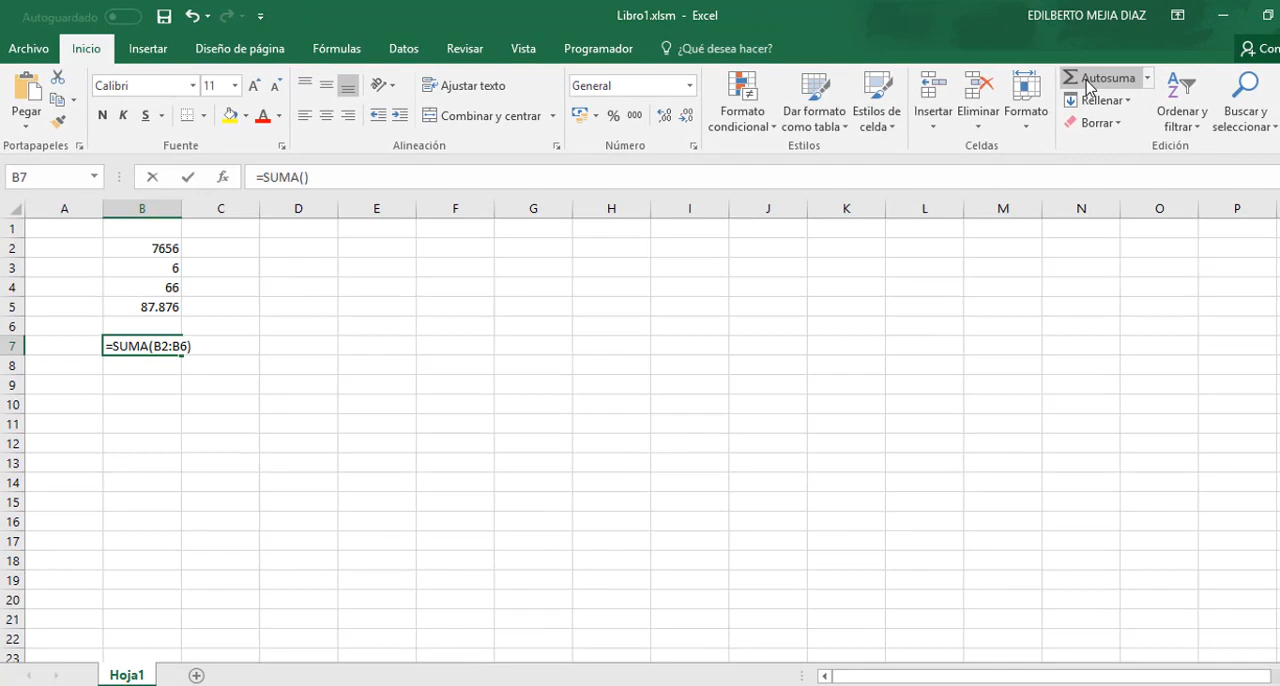 Autoguardado
Libro1.xlsm - Excel
EDILBERTO MEJIA DIAZ
Archivo Inicio Insertar Diseño de página Fórmulas Datos Revisar Vista Programador ¿Qué desea hacer? Con
Pegar
Portapapeles
Calibri 11 A A
N K S A
Fuente
Ajustar texto
Combinar y centrar
Alineación
General
% 000
Número
Formato condicional
Dar formato como tabla
Estilos de celda
Estilos
Insertar
Eliminar
Formato
Celdas
Autosuma
Rellenar
Borrar
Ordenar y filtrar
Buscar y seleccionar
Edición
B7 fx =SUMA()
A B C D E F G H I J K L M N O P
1
2 7656
3 6
4 66
5 87.876
6
7 =SUMA(B2:B6)
8
9
10
11
12
13
14
15
16
17
18
19
20
21
22
23
Hoja1